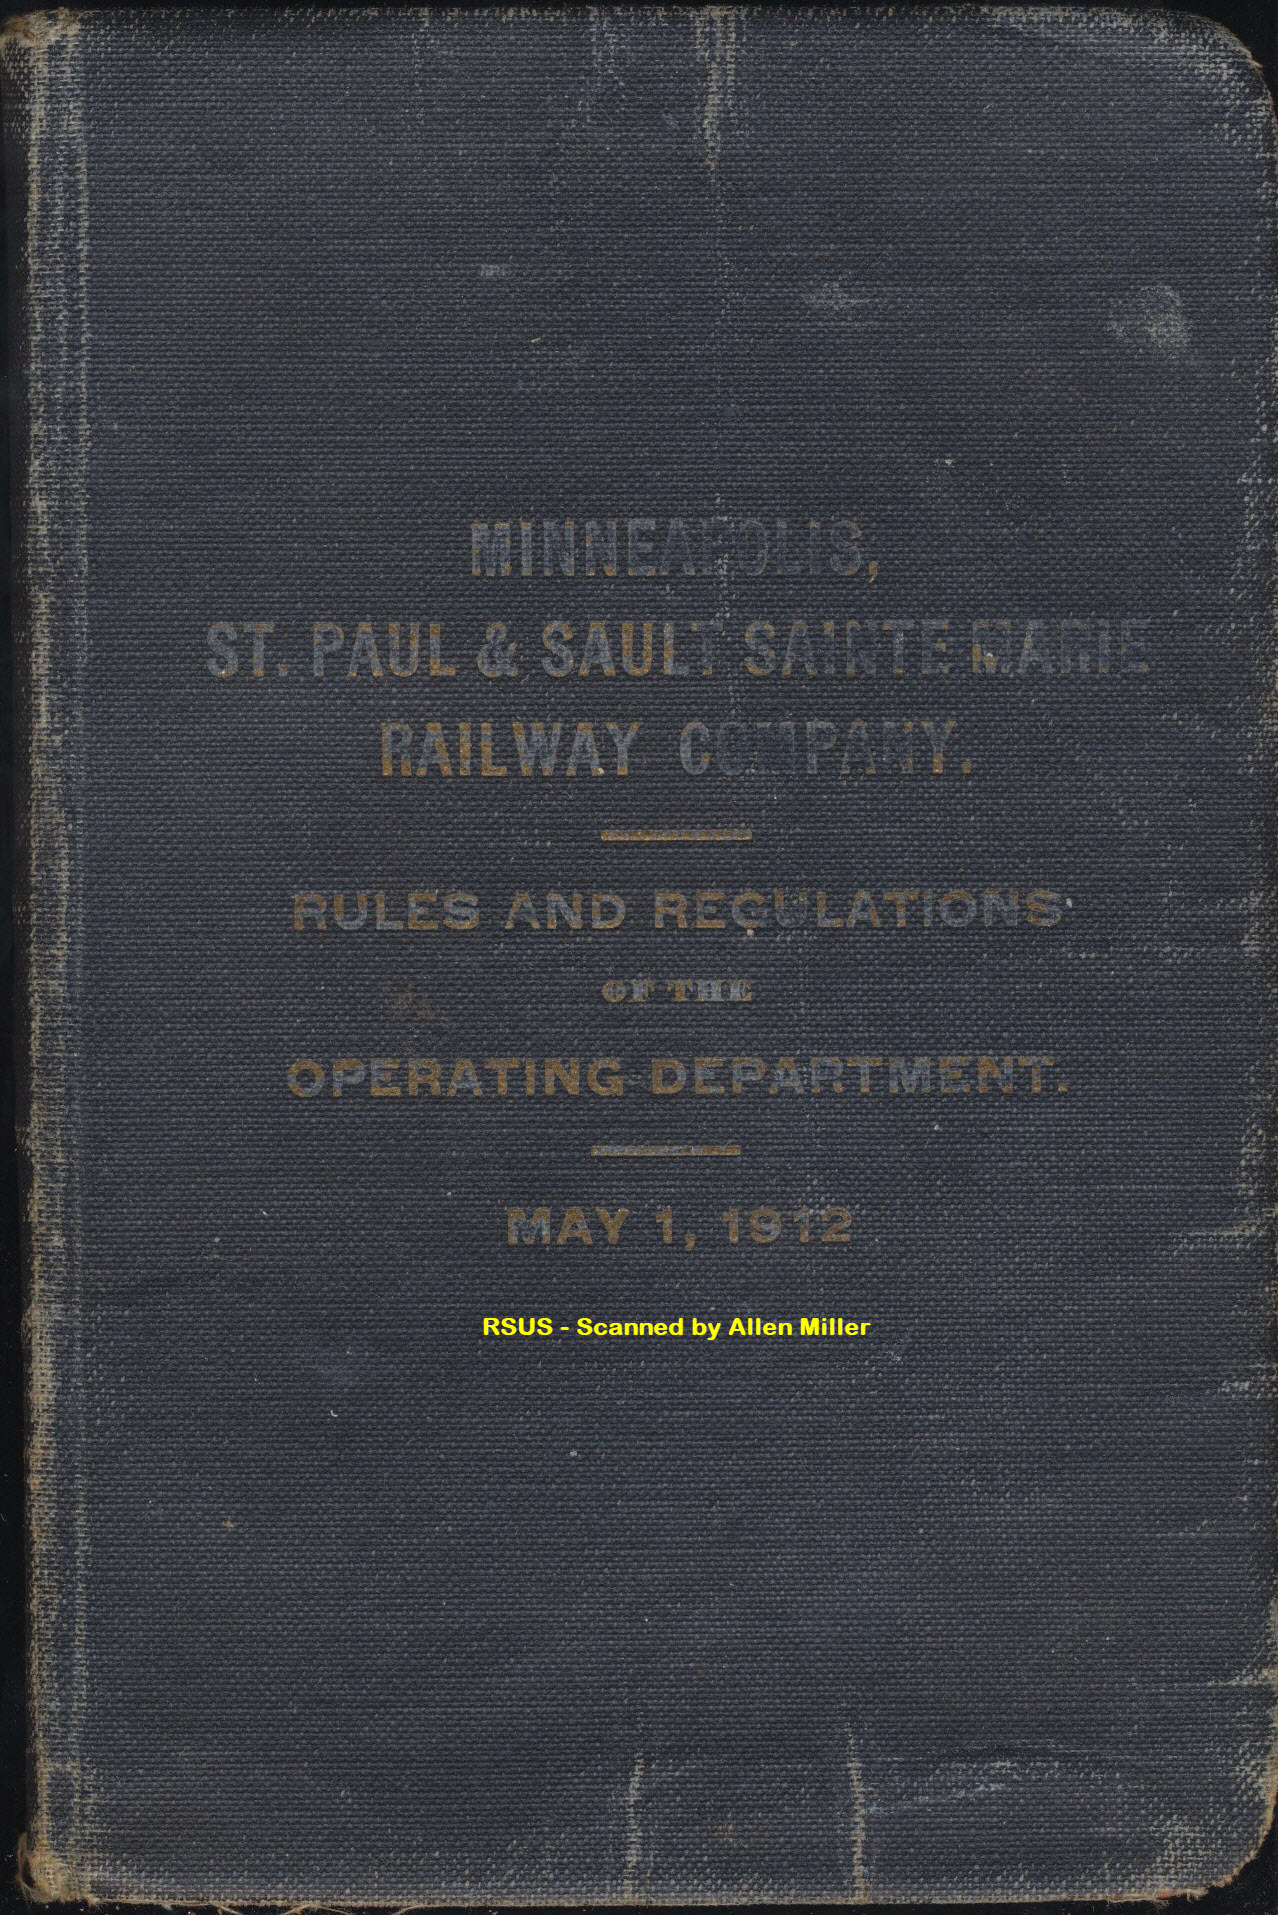 MINNEAPOLIS,
ST. PAUL & SAULT SAINTE MARIE
RAILWAY COMPANY.
RULES AND REGULATIONS
OF THE
OPERATING DEPARTMENT.
MAY 1, 1912
RSUS - Scanned by Allen Miller